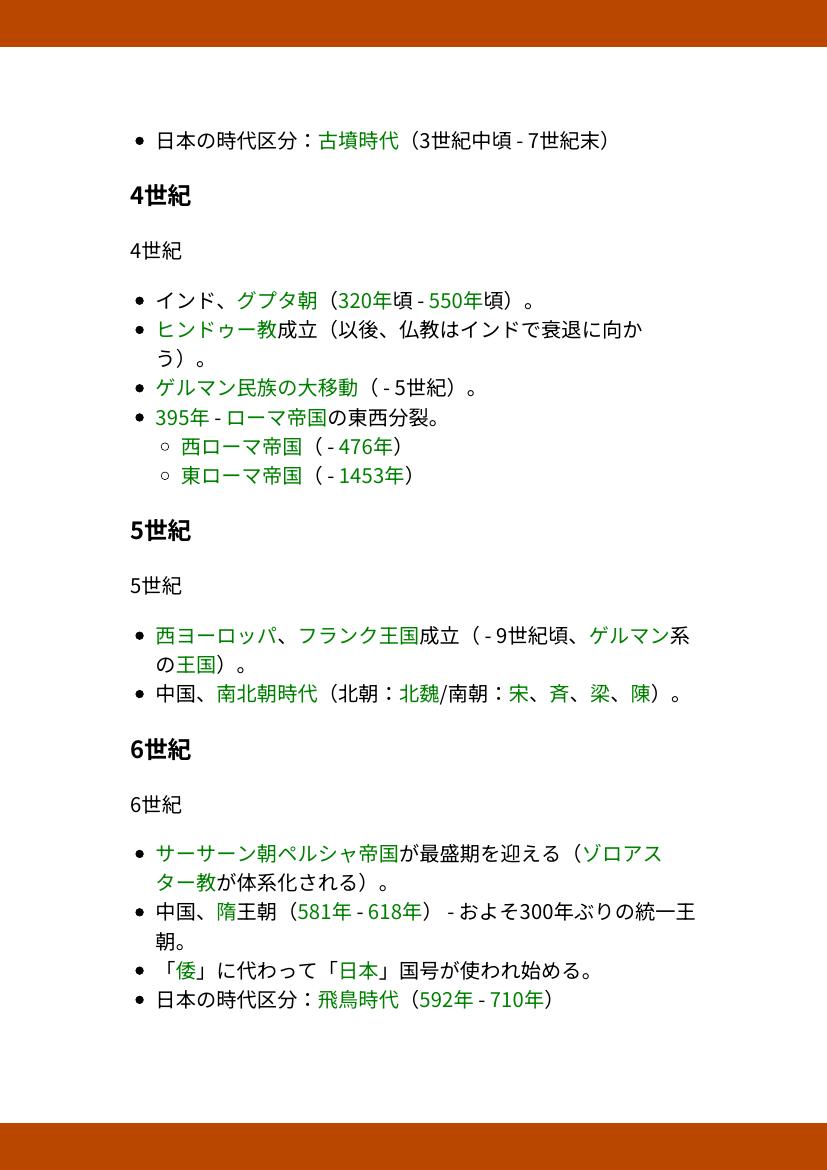 • 日本の時代区分：古墳時代（3世紀中頃 - 7世紀末）
4世紀
4世紀
• インド、グプタ朝（320年頃 - 550年頃）。
• ヒンドゥー教成立（以後、仏教はインドで衰退に向か
う）。
• ゲルマン民族の大移動（ - 5世紀）。
• 395年 - ローマ帝国の東西分裂。
○ 西ローマ帝国（ - 476年）
○ 東ローマ帝国（ - 1453年）
5世紀
5世紀
• 西ヨーロッパ、フランク王国成立（ - 9世紀頃、ゲルマン系
の王国）。
• 中国、南北朝時代（北朝：北魏/南朝：宋、斉、梁、陳）。
6世紀
6世紀
• サーサーン朝ペルシャ帝国が最盛期を迎える（ゾロアス
ター教が体系化される）。
• 中国、隋王朝（581年 - 618年） - およそ300年ぶりの統一王
朝。
• 「倭」に代わって「日本」国号が使われ始める。
• 日本の時代区分：飛鳥時代（592年 - 710年）